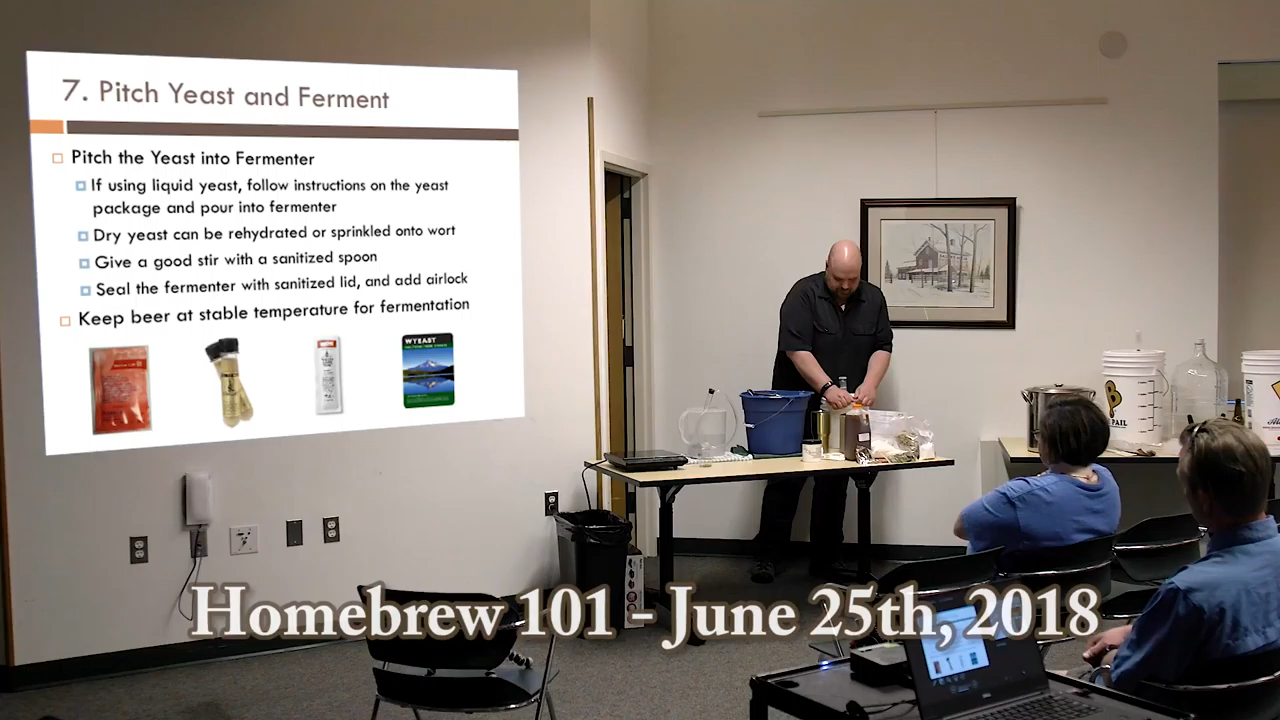 7. Pitch Yeast and Ferment
Pitch the Yeast into Fermenter
If using liquid yeast, follow instructions on the yeast
package and pour into fermenter
Dry yeast can be rehydrated or sprinkled onto wort
Give a good stir with a sanitized spoon
Seal the fermenter with sanitized lid, and add airlock
Keep beer at stable temperature for fermentation
WYEAST
PAIL
Homebrew 101 - June 25th, 2018